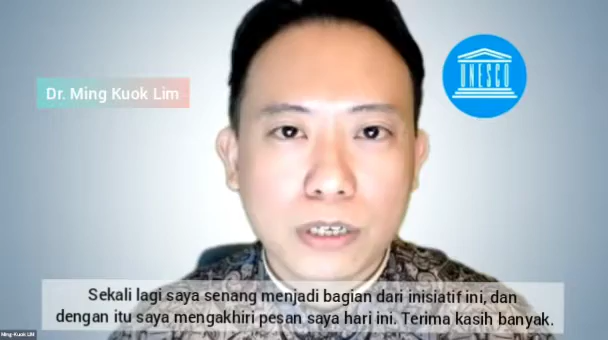 Dr. Ming Kuok Lim
UNESCO
Sekali lagi saya senang menjadi bagian dari inisiatif ini, dan
dengan itu saya mengakhiri pesan saya hari ini. Terima kasih banyak.
Ming-Kuok LIM